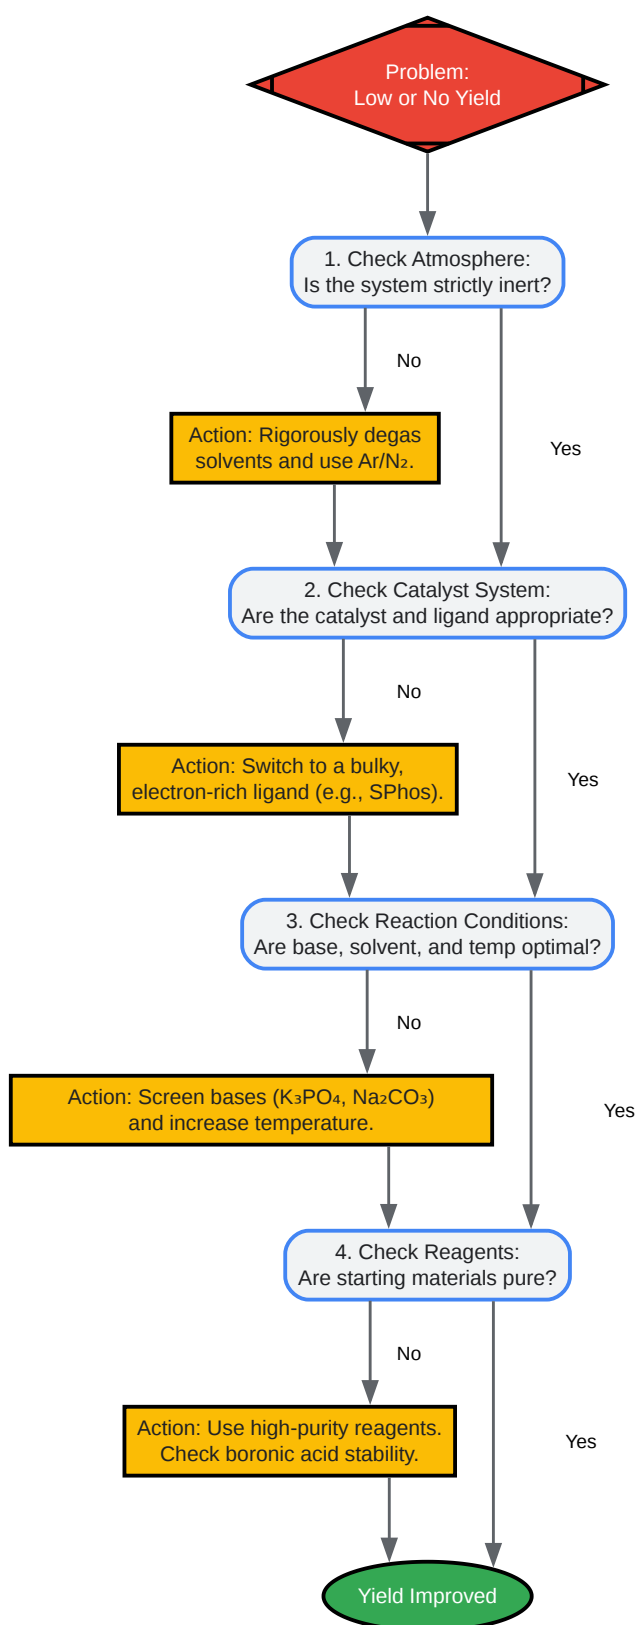 Problem:
Low or No Yield
1. Check Atmosphere:
Is the system strictly inert?
No
Action: Rigorously degas
solvents and use Ar/N₂.
Yes
2. Check Catalyst System:
Are the catalyst and ligand appropriate?
No
Action: Switch to a bulky,
electron-rich ligand (e.g., SPhos).
Yes
3. Check Reaction Conditions:
Are base, solvent, and temp optimal?
No
Action: Screen bases (K₃PO₄, Na₂CO₃)
and increase temperature.
Yes
4. Check Reagents:
Are starting materials pure?
No
Action: Use high-purity reagents.
Check boronic acid stability.
Yes
Yield Improved